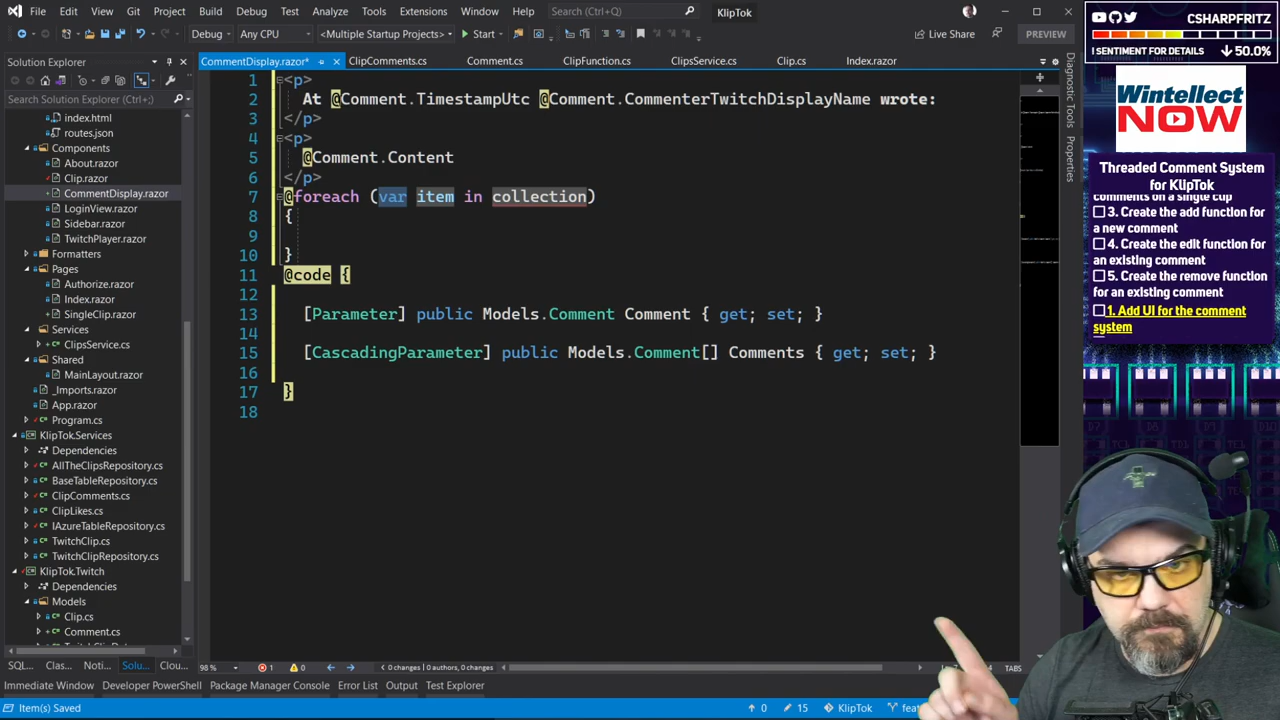 File Edit View Git Project Build Debug Test Analyze Tools Extensions Window Help Search (Ctrl+Q) KlipTok
Debug Any CPU <Multiple Startup Projects> Start Live Share PREVIEW
Solution Explorer
Search Solution Explorer (Ctrl+;)
index.html
routes.json
Components
About.razor
Clip.razor
CommentDisplay.razor
LoginView.razor
Sidebar.razor
TwitchPlayer.razor
Formatters
Pages
Authorize.razor
Index.razor
SingleClip.razor
Services
ClipsService.cs
Shared
MainLayout.razor
_Imports.razor
App.razor
Program.cs
KlipTok.Services
Dependencies
AllTheClipsRepository.cs
BaseTableRepository.cs
ClipComments.cs
ClipLikes.cs
IAzureTableRepository.cs
TwitchClip.cs
TwitchClipRepository.cs
KlipTok.Twitch
Dependencies
Models
Clip.cs
Comment.cs
SQL... Clas... Noti... Solu... Clou...
CommentDisplay.razor* ClipComments.cs Comment.cs ClipFunction.cs ClipsService.cs Clip.cs Index.razor
1 <p>
2 At @Comment.TimestampUtc @Comment.CommenterTwitchDisplayName wrote:
3 </p>
4 <p>
5 @Comment.Content
6 </p>
7 @foreach (var item in collection)
8 {
9
10 }
11 @code {
12
13 [Parameter] public Models.Comment Comment { get; set; }
14
15 [CascadingParameter] public Models.Comment[] Comments { get; set; }
16
17 }
18
98 % 1 0 0 changes | 0 authors, 0 changes TABS
Diagnostic Tools
Properties
Immediate Window Developer PowerShell Package Manager Console Error List Output Test Explorer
Item(s) Saved 0 15 KlipTok
CSHARPFRITZ
! SENTIMENT FOR DETAILS 50.0%
Wintellect
NOW
Threaded Comment System
for KlipTok
comments on a single clip
3. Create the add function for
a new comment
4. Create the edit function for
an existing comment
5. Create the remove function
for an existing comment
1. Add UI for the comment
system